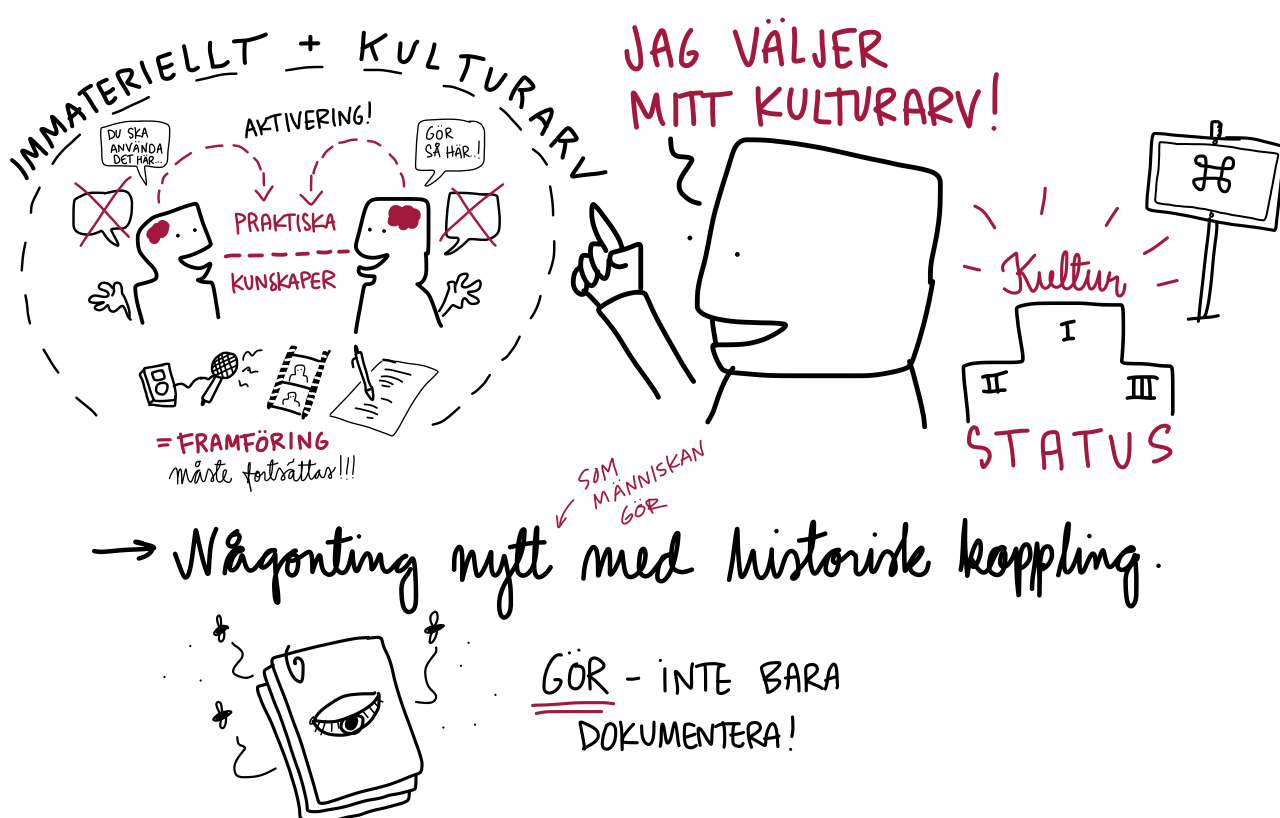 IMMATERIELLT + KULTURARV
AKTIVERING!
DU SKA
ANVÄNDA
DET HÄR...
GÖR
SÅ HÄR..!
PRAKTISKA
KUNSKAPER
= FRAMFÖRING
måste fortsättas!!!
JAG VÄLJER
MITT KULTURARV!
Kultur
I
II
III
STATUS
SOM
MÄNNISKAN
GÖR
Någonting nytt med historisk koppling.
GÖR - INTE BARA
DOKUMENTERA!